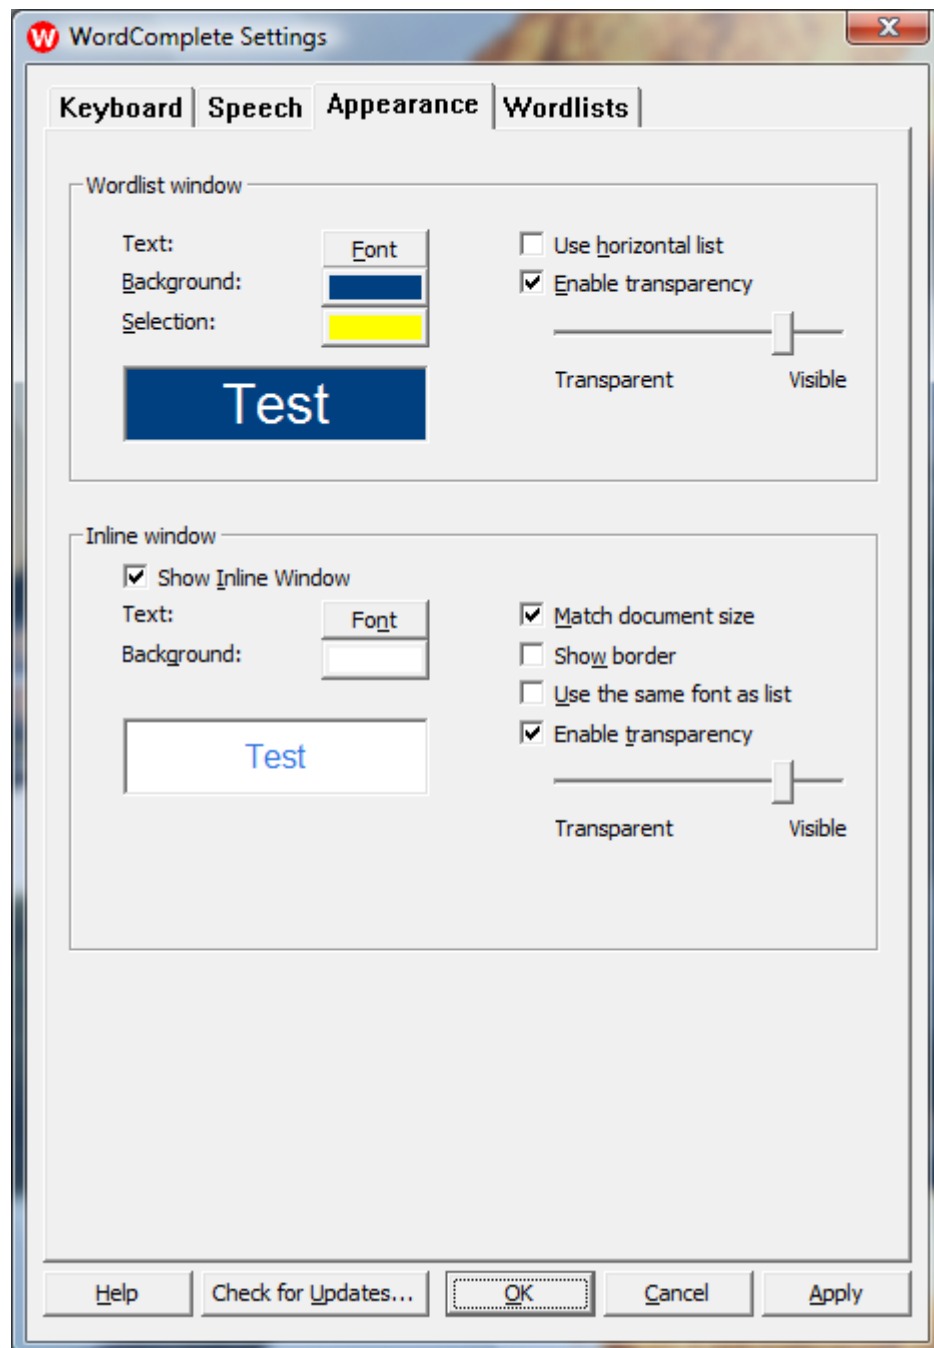 WordComplete Settings
Keyboard Speech Appearance Wordlists
Wordlist window
Text: Font
Background:
Selection:
Test
Use horizontal list
Enable transparency
Transparent Visible
Inline window
Show Inline Window
Text: Font
Background:
Test
Match document size
Show border
Use the same font as list
Enable transparency
Transparent Visible
Help Check for Updates... OK Cancel Apply